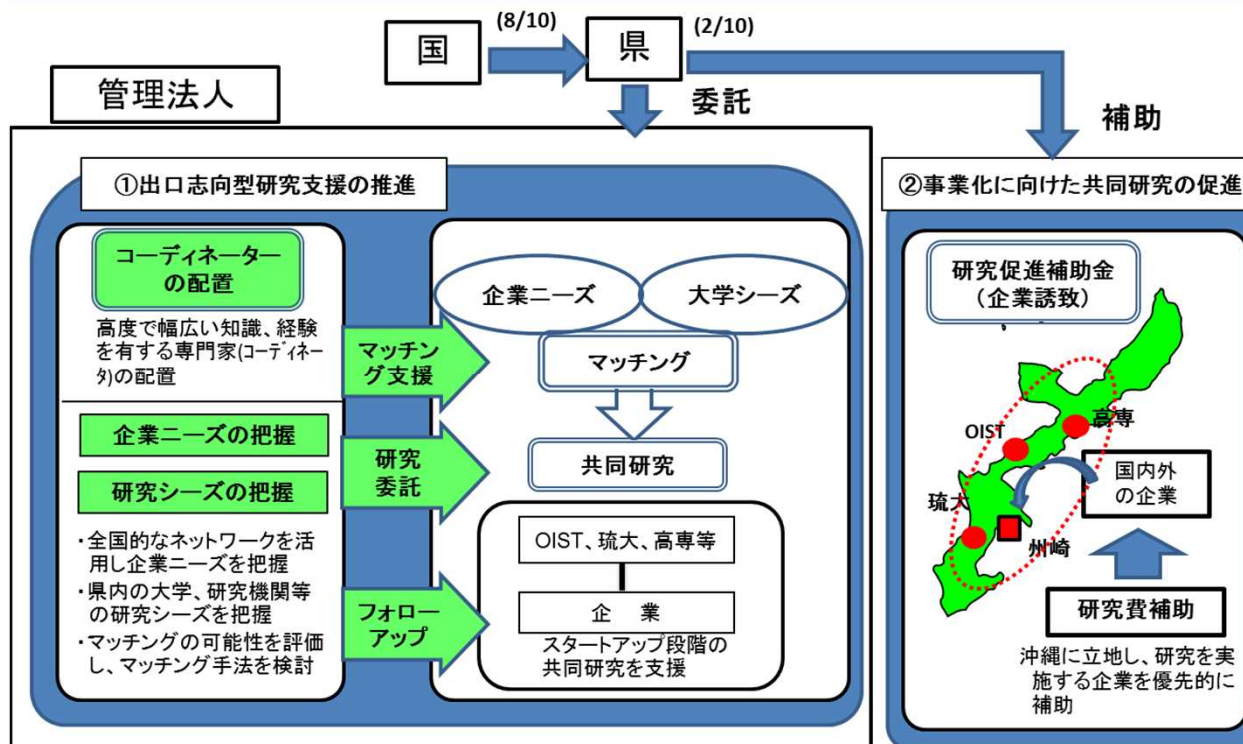 国
(8/10)
県
(2/10)
管理法人
委託
補助
①出口志向型研究支援の推進
コーディネーター
の配置
高度で幅広い知識、経験
を有する専門家(コーディネー
タ)の配置
企業ニーズの把握
研究シーズの把握
・全国的なネットワークを活
用し企業ニーズを把握
・県内の大学、研究機関等
の研究シーズを把握
・マッチングの可能性を評価
し、マッチング手法を検討
マッチン
グ支援
研究
委託
フォロー
アップ
企業ニーズ
大学シーズ
マッチング
共同研究
OIST、琉大、高専等
企 業
スタートアップ段階の
共同研究を支援
②事業化に向けた共同研究の促進
研究促進補助金
(企業誘致)
高専
OIST
琉大
州崎
国内外
の企業
研究費補助
沖縄に立地し、研究を実
施する企業を優先的に
補助